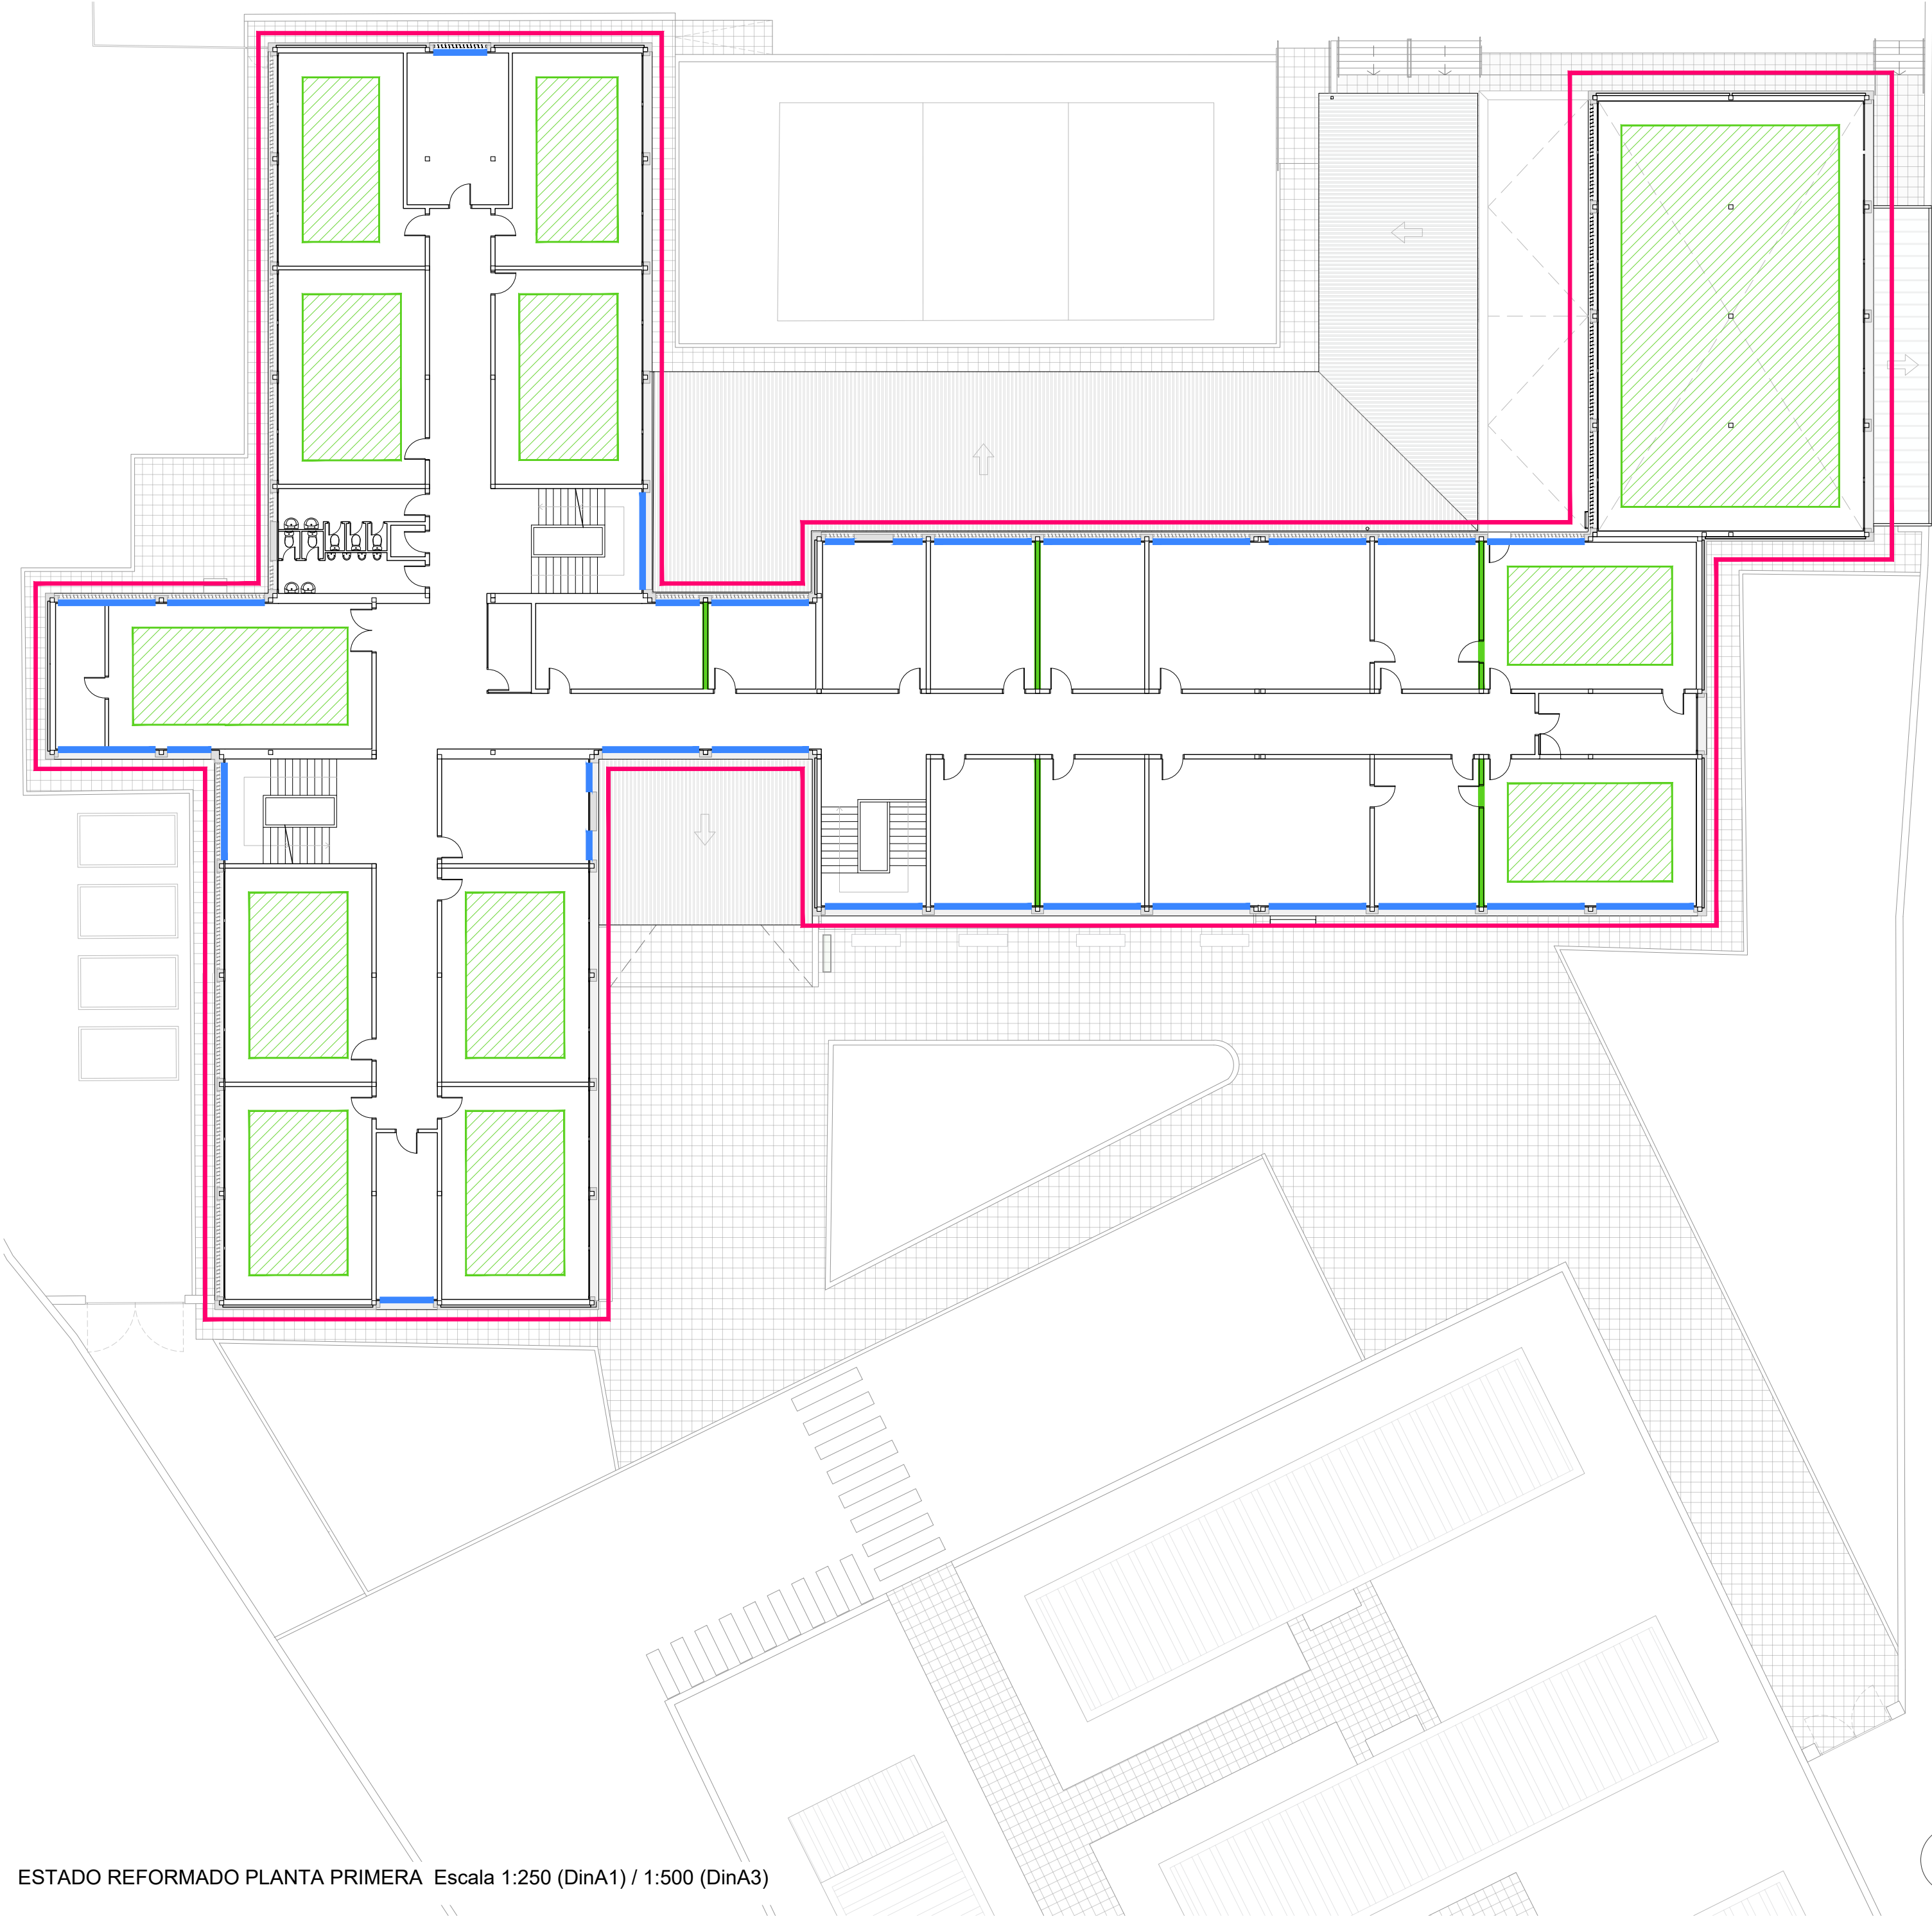 ESTADO REFORMADO PLANTA PRIMERA Escala 1:250 (DinA1) / 1:500 (DinA3)